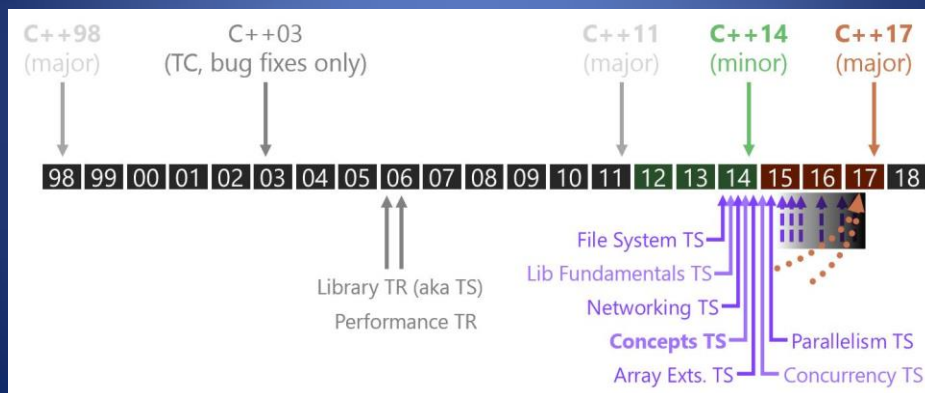 C++98
(major)
C++03
(TC, bug fixes only)
C++11
(major)
C++14
(minor)
C++17
(major)
98 99 00 01 02 03 04 05 06 07 08 09 10 11 12 13 14 15 16 17 18
File System TS
Lib Fundamentals TS
Library TR (aka TS)
Networking TS
Performance TR
Concepts TS
Parallelism TS
Array Exts. TS
Concurrency TS